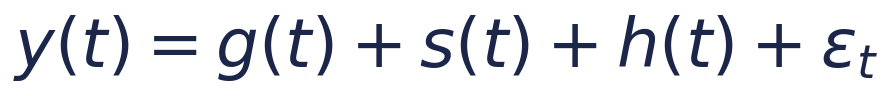 y(t) = g(t) + s(t) + h(t) + εₜ